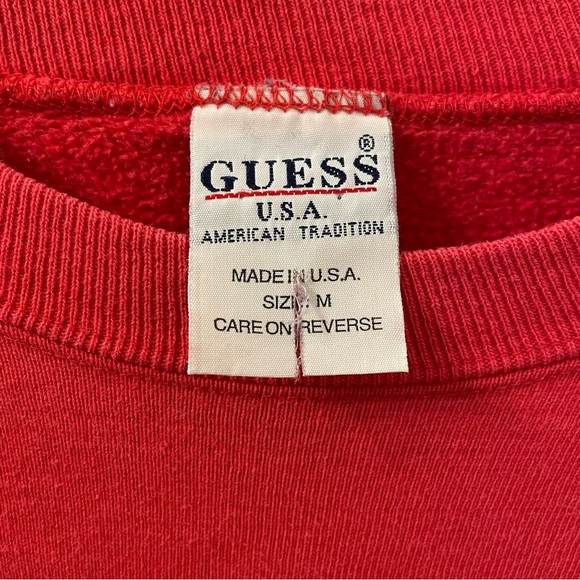 GUESS®
U.S.A.
AMERICAN TRADITION
MADE IN U.S.A.
SIZE: M
CARE ON REVERSE